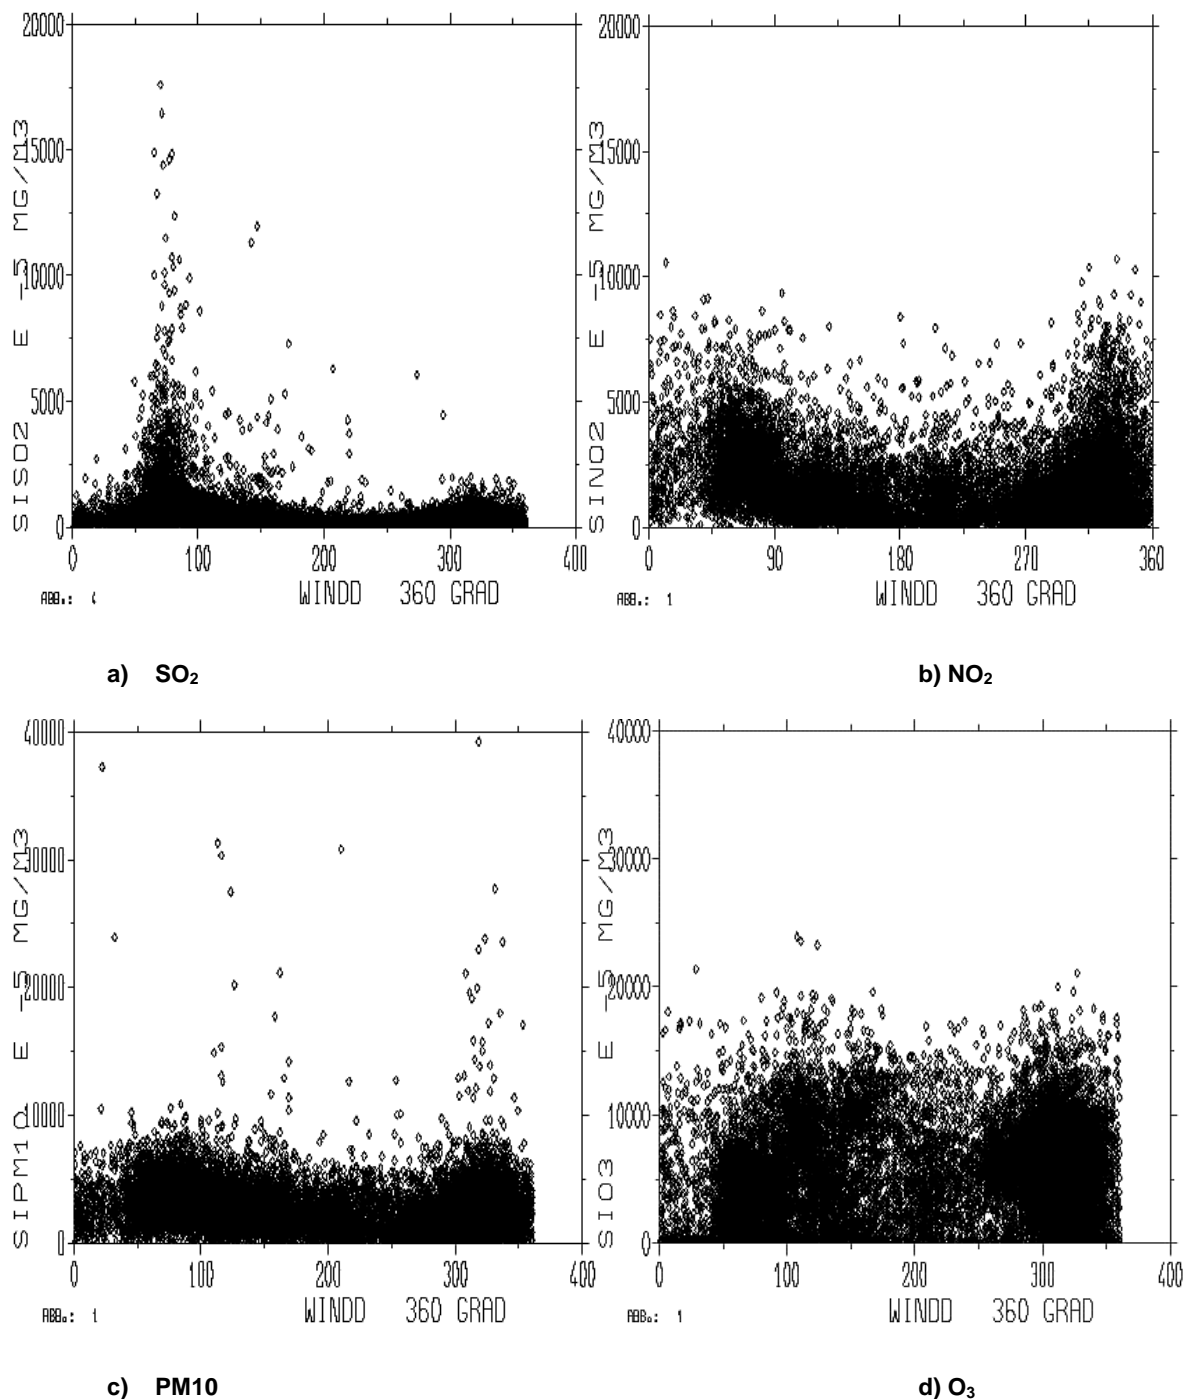 20000
15000
10000
5000
0
SISO2 E -5 MG/M3
0 100 200 300 400
WINDD 360 GRAD
ABB.: 4
20000
15000
10000
5000
0
SINO2 E -5 MG/M3
0 90 180 270 360
WINDD 360 GRAD
ABB.: 1
a) SO2
b) NO2
40000
30000
20000
10000
0
SIPM10 E -5 MG/M3
0 100 200 300 400
WINDD 360 GRAD
ABB.: 1
40000
30000
20000
10000
0
SIO3 E -5 MG/M3
0 100 200 300 400
WINDD 360 GRAD
ABB.: 1
c) PM10
d) O3